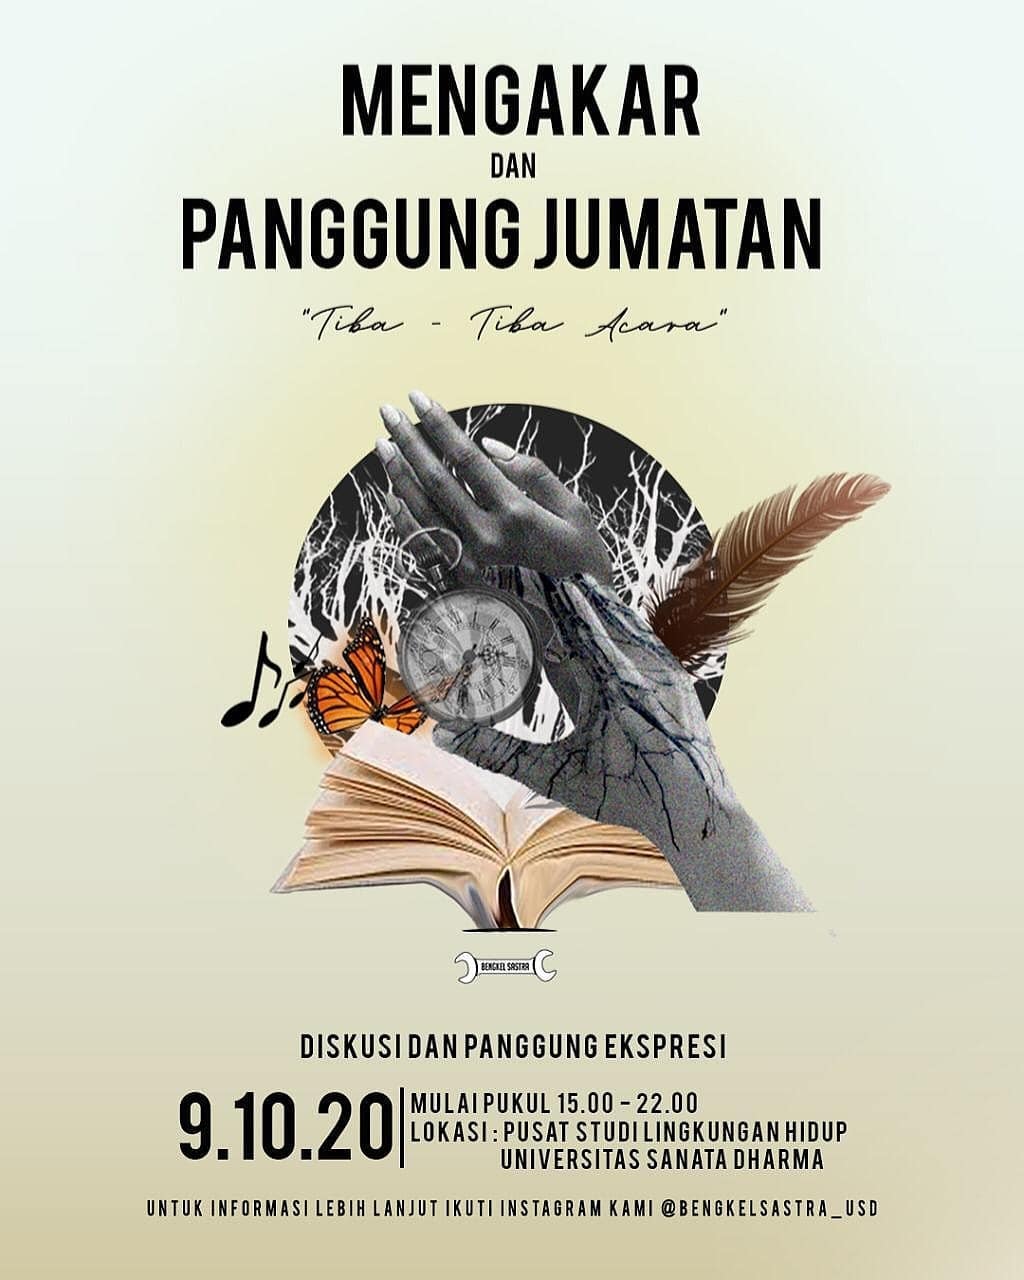 MENGAKAR
DAN
PANGGUNG JUMATAN
"Tiba - Tiba Acara"
BENGKEL SASTRA
DISKUSI DAN PANGGUNG EKSPRESI
9.10.20
MULAI PUKUL 15.00 - 22.00
LOKASI : PUSAT STUDI LINGKUNGAN HIDUP
UNIVERSITAS SANATA DHARMA
UNTUK INFORMASI LEBIH LANJUT IKUTI INSTAGRAM KAMI @BENGKELSASTRA_USD